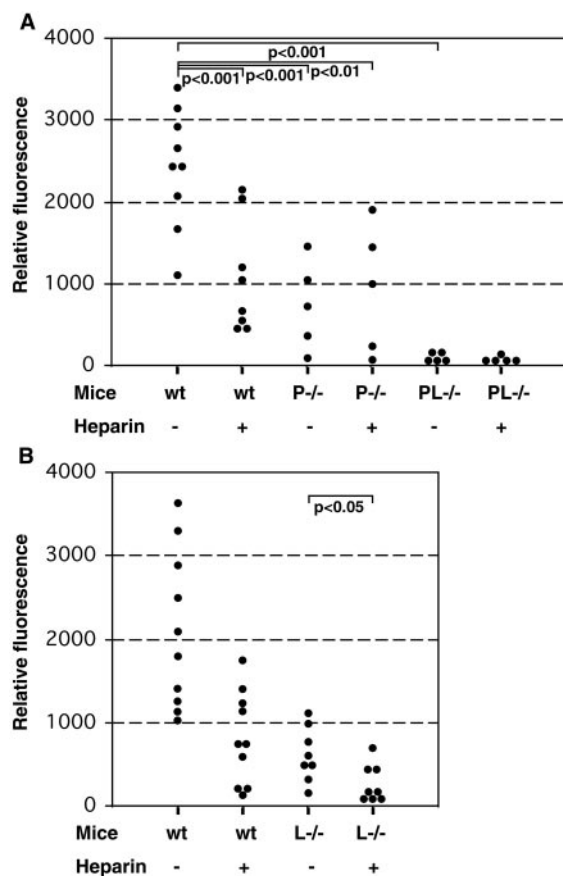 A
4000
p<0.001
p<0.001 p<0.001 p<0.01
3000
Relative fluorescence
2000
1000
0
Mice wt wt P-/- P-/- PL-/- PL-/-
Heparin - + - + - +
B
4000
p<0.05
3000
Relative fluorescence
2000
1000
0
Mice wt wt L-/- L-/-
Heparin - + - +